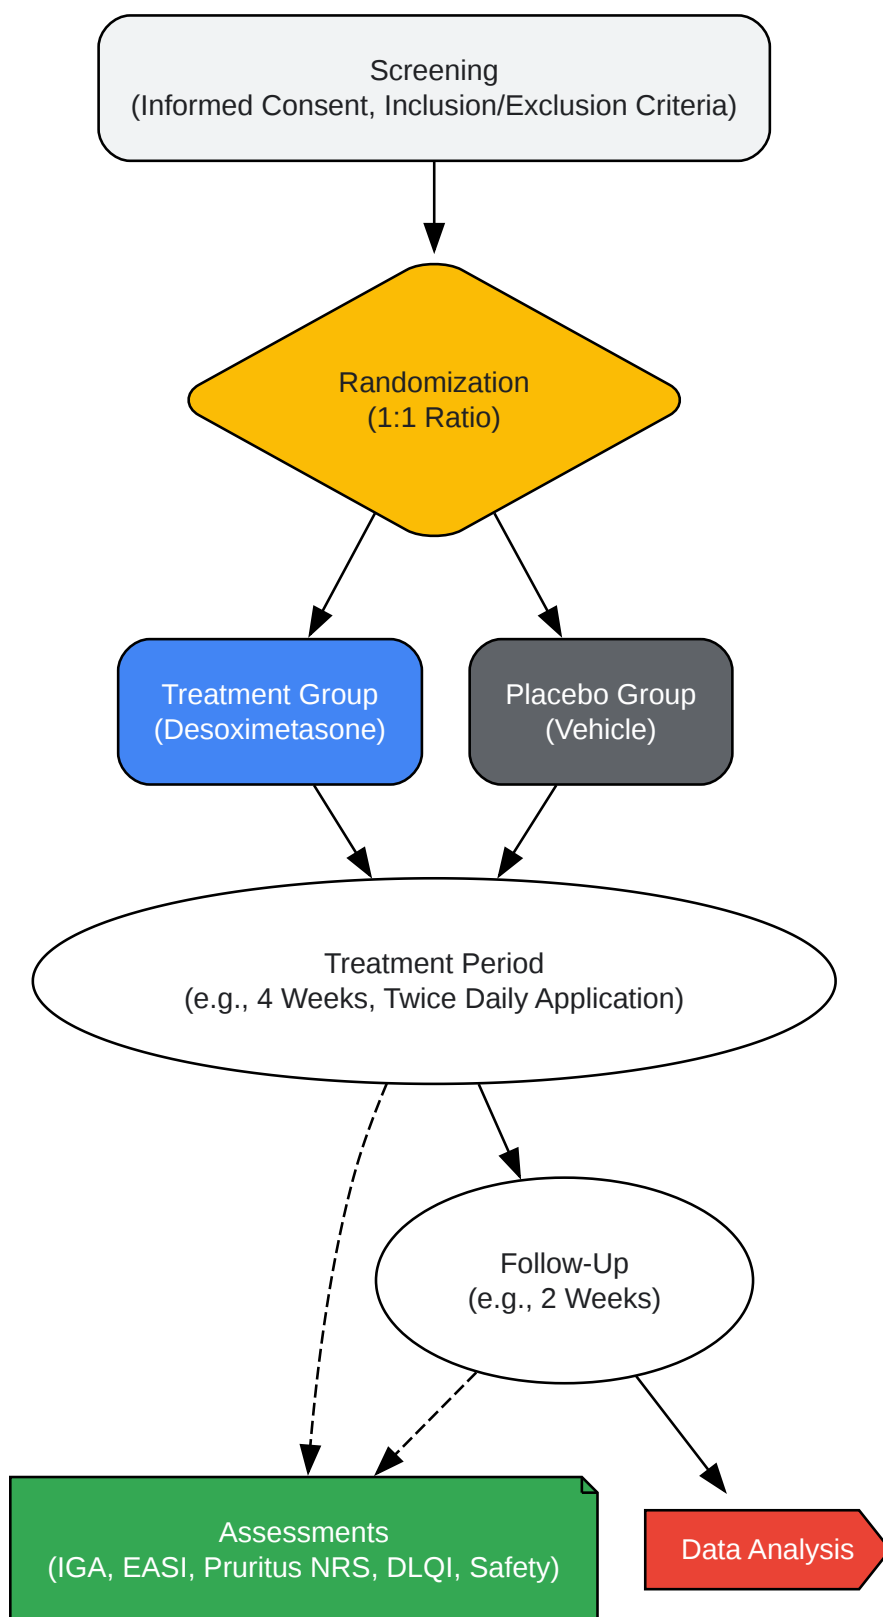 Screening
(Informed Consent, Inclusion/Exclusion Criteria)
Randomization
(1:1 Ratio)
Treatment Group
(Desoximetasone)
Placebo Group
(Vehicle)
Treatment Period
(e.g., 4 Weeks, Twice Daily Application)
Follow-Up
(e.g., 2 Weeks)
Assessments
(IGA, EASI, Pruritus NRS, DLQI, Safety)
Data Analysis